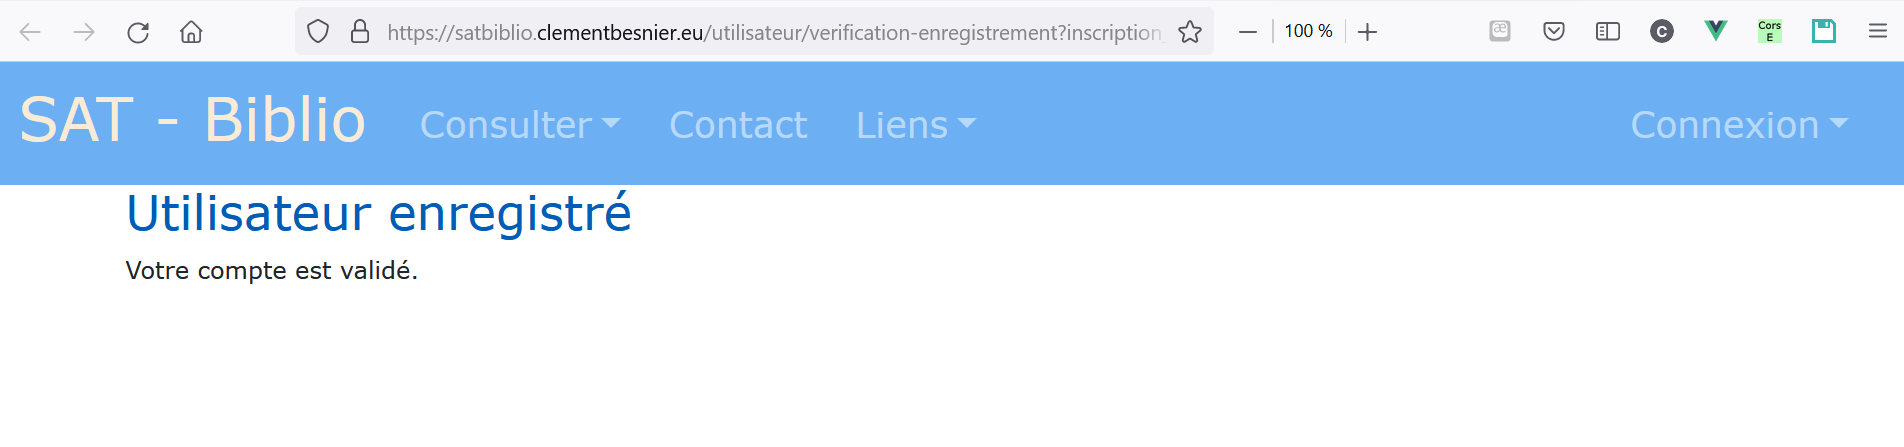 https://satbiblio.clementbesnier.eu/utilisateur/verification-enregistrement?inscription_
100 %
æ
C
Cors
E
SAT - Biblio
Consulter
Contact
Liens
Connexion
Utilisateur enregistré
Votre compte est validé.